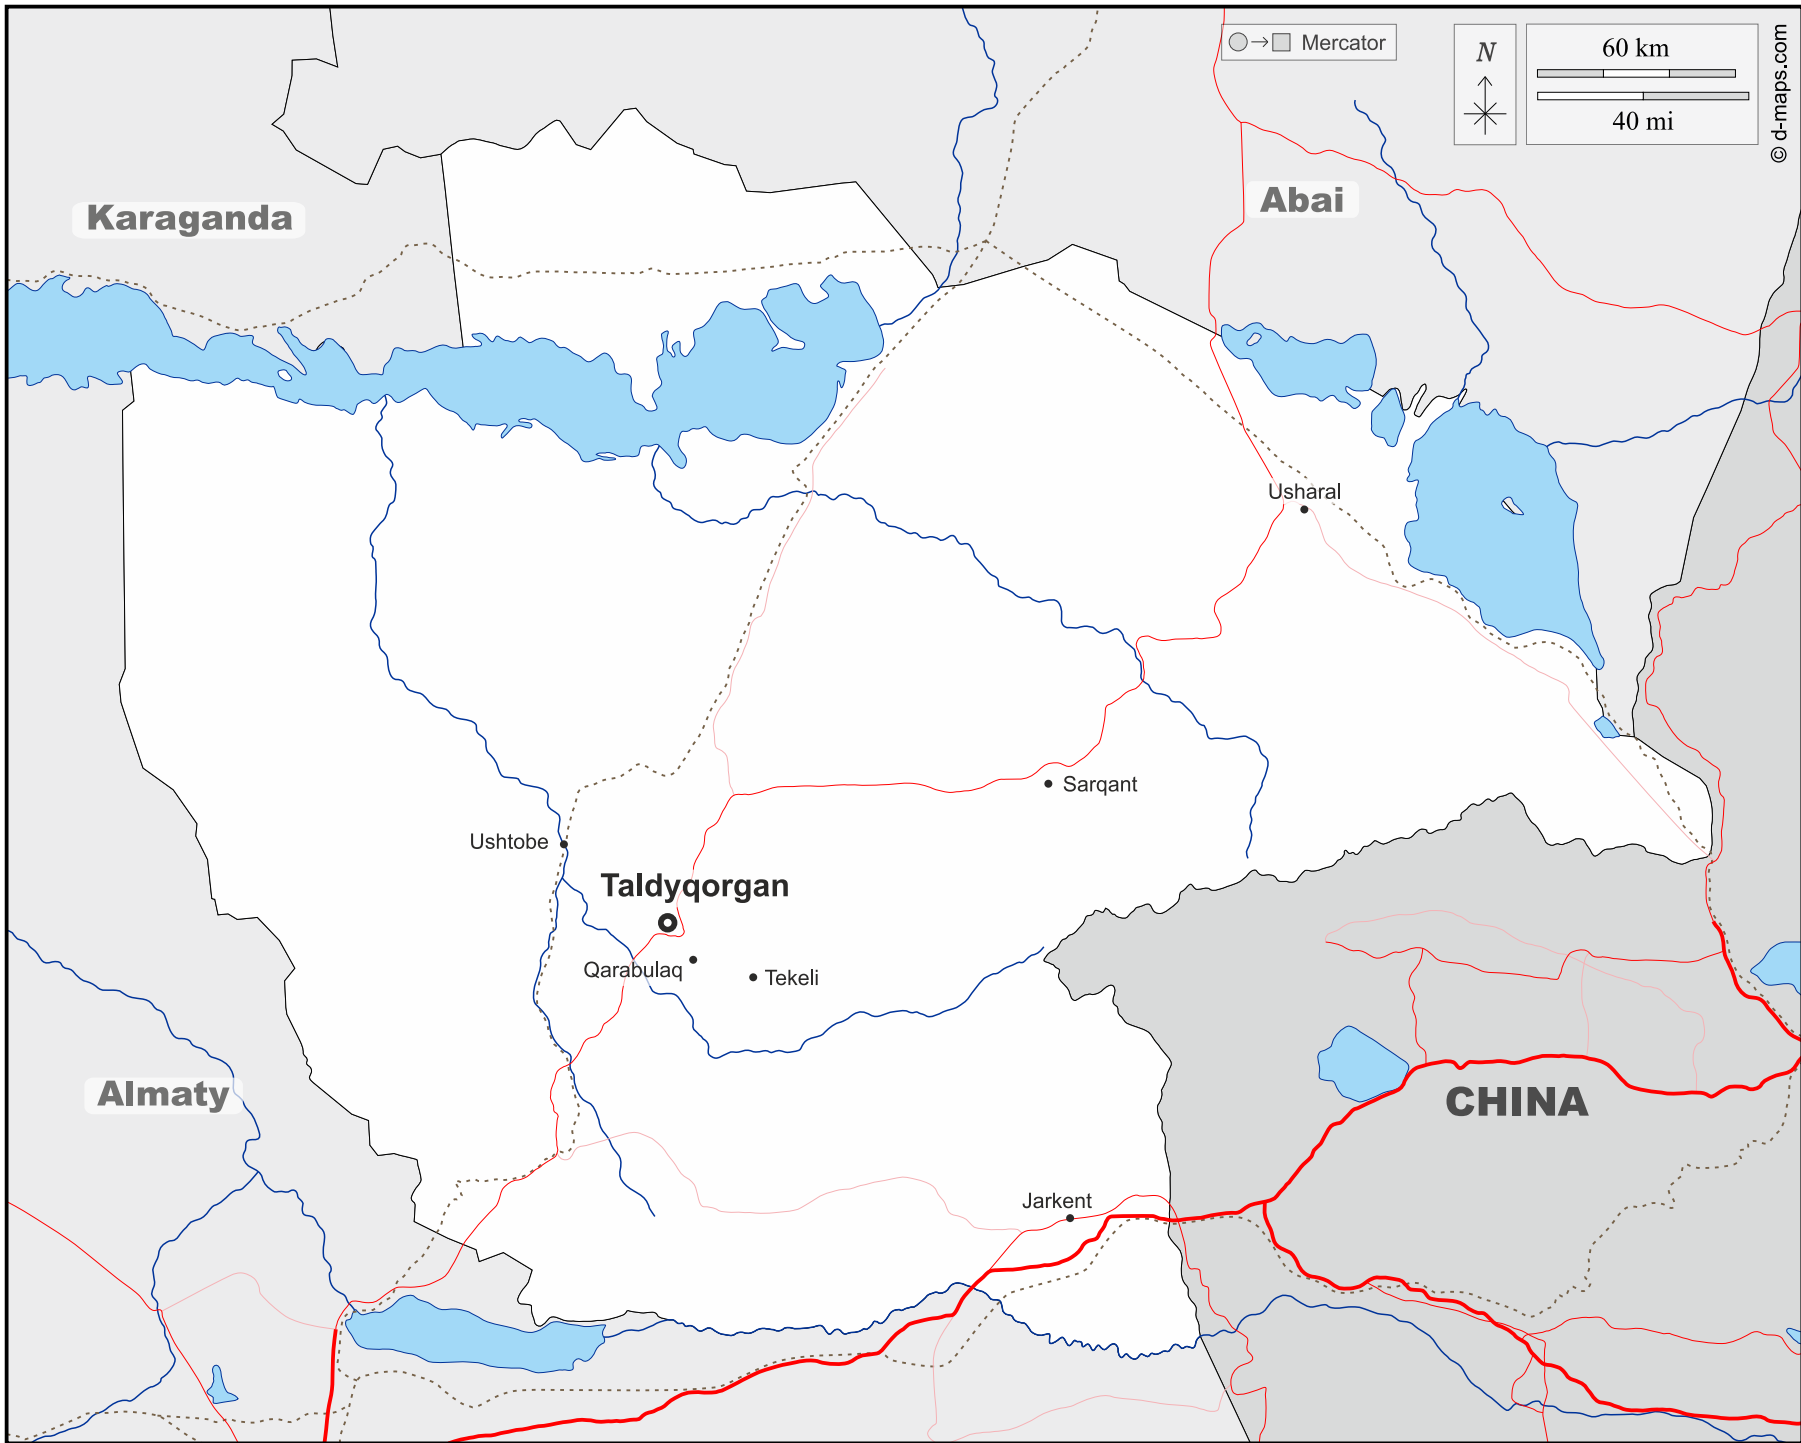 Mercator
N
60 km
40 mi
© d-maps.com
Karaganda
Abai
Usharal
Sarqant
Ushtobe
Taldyqorgan
Qarabulaq
Tekeli
Almaty
CHINA
Jarkent